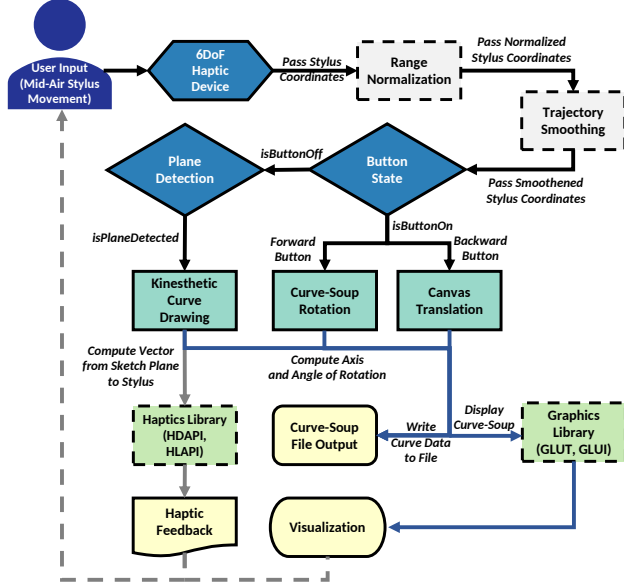 User Input
(Mid-Air Stylus
Movement)
6DoF
Haptic
Device
Pass Stylus
Coordinates
Range
Normalization
Pass Normalized
Stylus Coordinates
Trajectory
Smoothing
Pass Smoothened
Stylus Coordinates
Button
State
isButtonOff
Plane
Detection
isButtonOn
isPlaneDetected
Forward
Button
Backward
Button
Kinesthetic
Curve
Drawing
Curve-Soup
Rotation
Canvas
Translation
Compute Vector
from Sketch Plane
to Stylus
Compute Axis
and Angle of Rotation
Haptics Library
(HDAPI,
HLAPI)
Curve-Soup
File Output
Write
Curve Data
to File
Display
Curve-Soup
Graphics
Library
(GLUT, GLUI)
Haptic
Feedback
Visualization